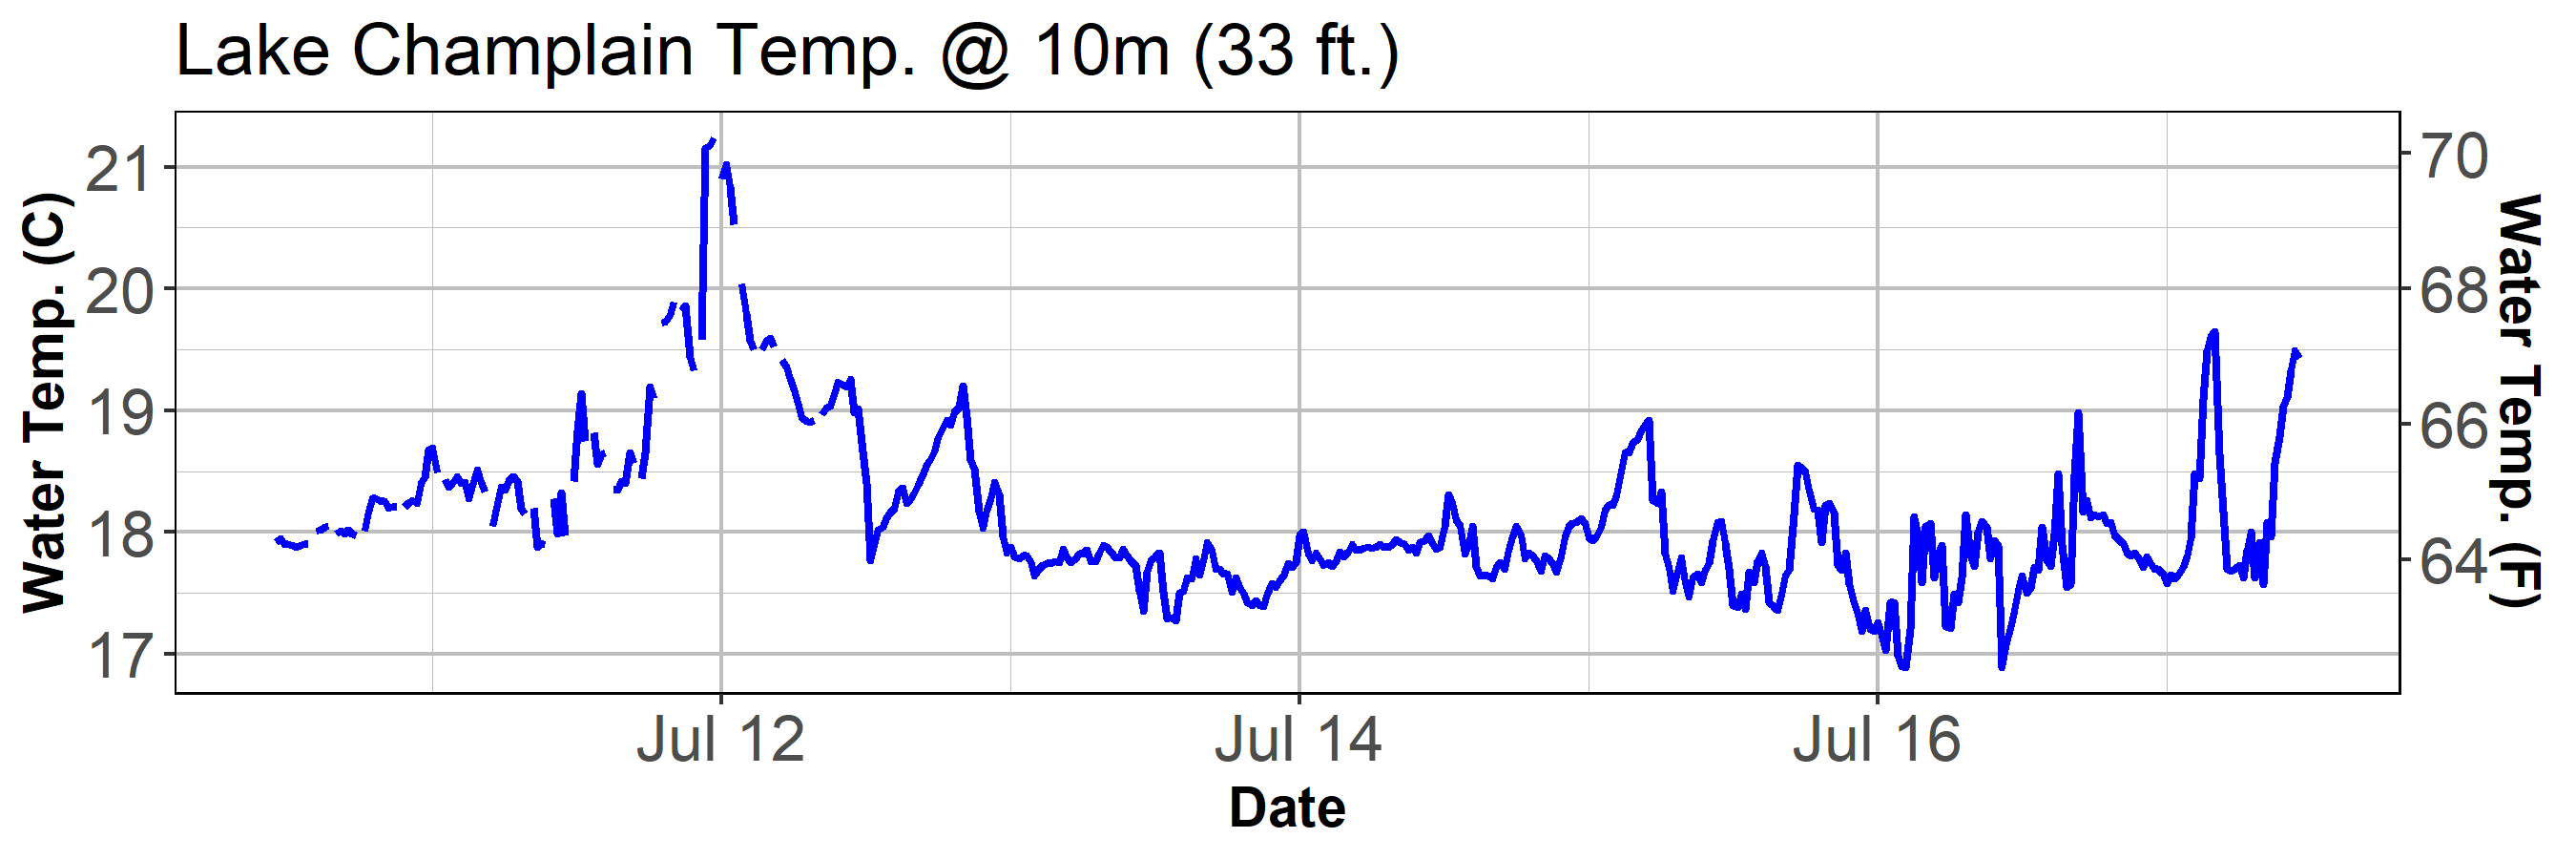 Lake Champlain Temp. @ 10m (33 ft.)
Water Temp. (C)
21
20
19
18
17
70
68
66
64
Water Temp. (F)
Jul 12
Jul 14
Jul 16
Date